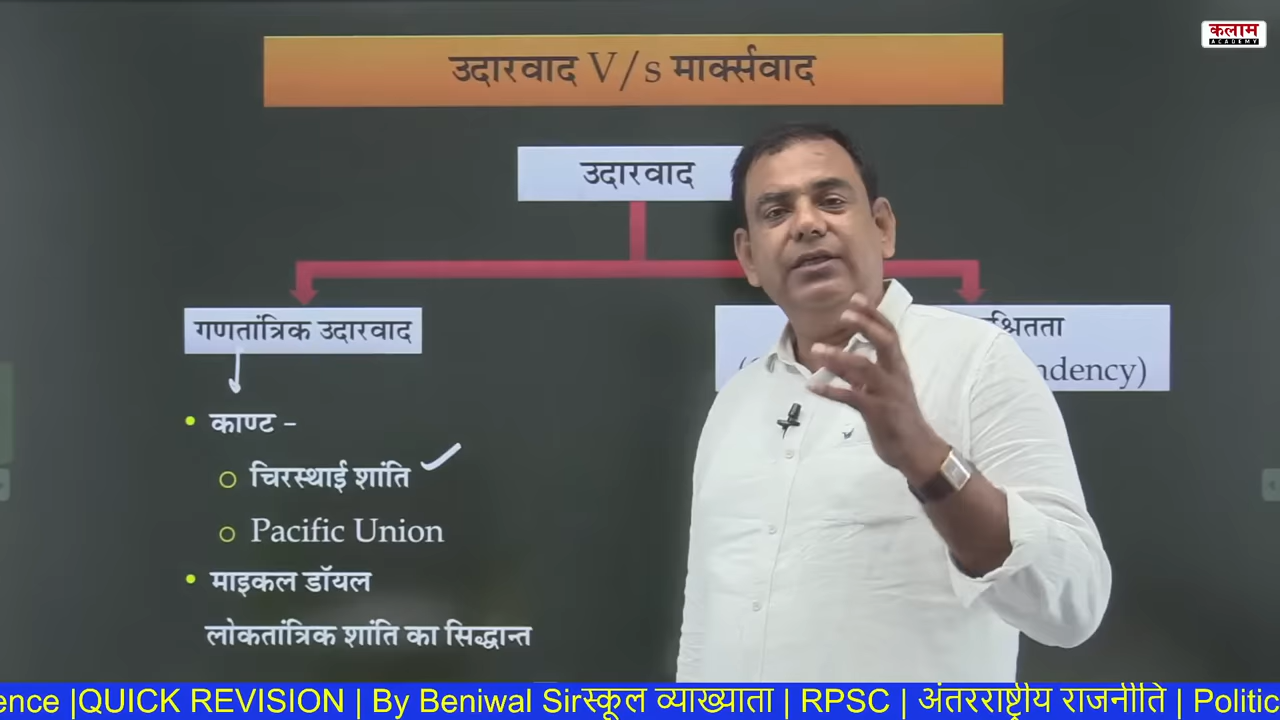 कलाम
ACADEMY
उदारवाद V/s मार्क्सवाद
उदारवाद
गणतांत्रिक उदारवाद
काण्ट –
चिरस्थाई शांति
Pacific Union
माइकल डॉयल
लोकतांत्रिक शांति का सिद्धान्त
ence |QUICK REVISION | By Beniwal Sirस्कूल व्याख्याता | RPSC | अंतरराष्ट्रीय राजनीति | Politic